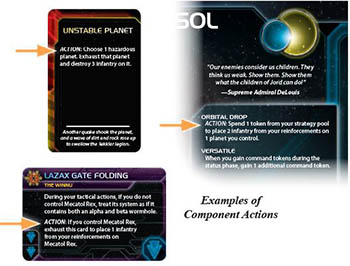 UNSTABLE PLANET
ACTION: Choose 1 hazardous
planet. Exhaust that planet
and destroy 3 infantry on it.
Another quake shook the planet,
and a wave of dirt and rock rose up
to swallow the Tekklar legion.
LAZAX GATE FOLDING
THE WINNU
During your tactical actions, if you do not
control Mecatol Rex, treat its system as if it
contains both an alpha and beta wormhole.
ACTION: If you control Mecatol Rex,
exhaust this card to place 1 infantry
from your reinforcements on
Mecatol Rex.
SOL
"Our enemies consider us children. They
think us weak. Show them. Show them
what the children of Jord can do!"
—Supreme Admiral DeLouis
ORBITAL DROP
ACTION: Spend 1 token from your strategy pool
to place 2 infantry from your reinforcements on
1 planet you control.
VERSATILE
When you gain command tokens during the
status phase, gain 1 additional command token.
Examples of
Component Actions